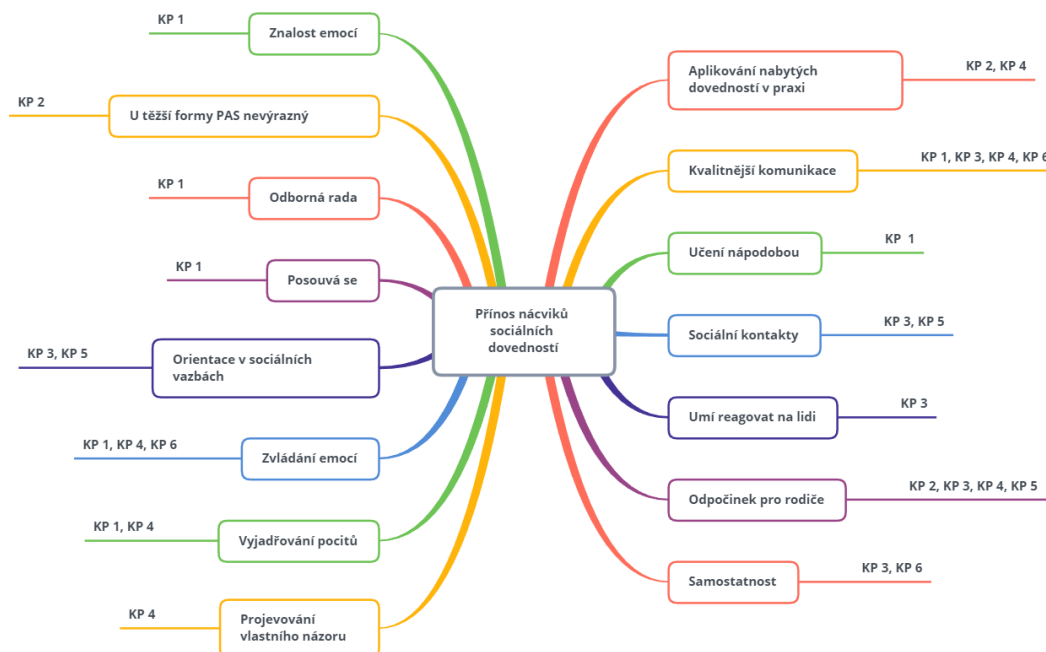 KP 1
Znalost emocí
KP 2
U těžší formy PAS nevýrazný
KP 1
Odborná rada
KP 1
Posouvá se
KP 3, KP 5
Orientace v sociálních
vazbách
KP 1, KP 4, KP 6
Zvládání emocí
KP 1, KP 4
Vyjadřování pocitů
KP 4
Projevování
vlastního názoru
Přínos nácviků
sociálních
dovedností
Aplikování nabytých
dovedností v praxi
KP 2, KP 4
Kvalitnější komunikace
KP 1, KP 3, KP 4, KP 6
Učení nápodobou
KP 1
Sociální kontakty
KP 3, KP 5
Umí reagovat na lidi
KP 3
Odpočinek pro rodiče
KP 2, KP 3, KP 4, KP 5
Samostatnost
KP 3, KP 6